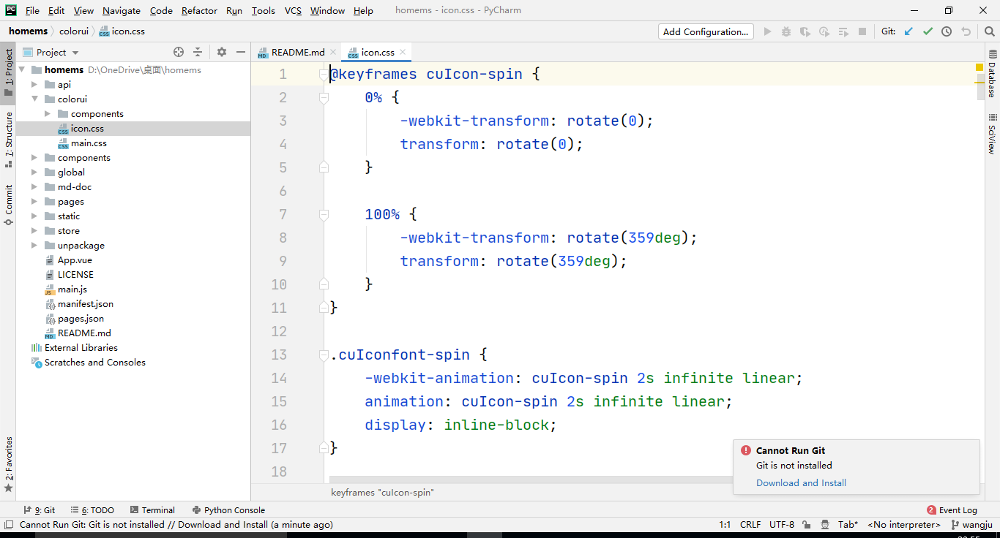 PC File Edit View Navigate Code Refactor Run Tools VCS Window Help homems - icon.css - PyCharm
homems colorui icon.css Add Configuration... Git:
1: Project
7: Structure
Commit
2: Favorites
Project
homems D:\OneDrive\桌面\homems
api
colorui
components
icon.css
main.css
components
global
md-doc
pages
static
store
unpackage
App.vue
LICENSE
main.js
manifest.json
pages.json
README.md
External Libraries
Scratches and Consoles
README.md icon.css
1 @keyframes cuIcon-spin {
2 0% {
3 -webkit-transform: rotate(0);
4 transform: rotate(0);
5 }
6
7 100% {
8 -webkit-transform: rotate(359deg);
9 transform: rotate(359deg);
10 }
11 }
12
13 .cuIconfont-spin {
14 -webkit-animation: cuIcon-spin 2s infinite linear;
15 animation: cuIcon-spin 2s infinite linear;
16 display: inline-block;
17 }
18
keyframes "cuIcon-spin"
Database
SciView
Cannot Run Git
Git is not installed
Download and Install
9: Git 6: TODO Terminal Python Console 2 Event Log
Cannot Run Git: Git is not installed // Download and Install (a minute ago) 1:1 CRLF UTF-8 Tab* <No interpreter> wangju